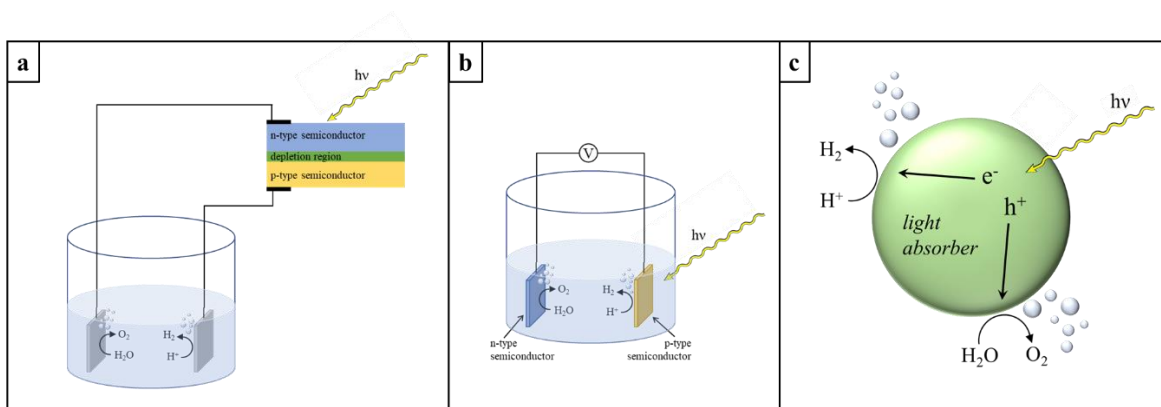 a
hν
n-type semiconductor
depletion region
p-type semiconductor
O₂
H₂O
H₂
H⁺
b
V
hν
O₂
H₂O
H₂
H⁺
n-type
semiconductor
p-type
semiconductor
c
hν
H₂
H⁺
e⁻
h⁺
light
absorber
H₂O
O₂